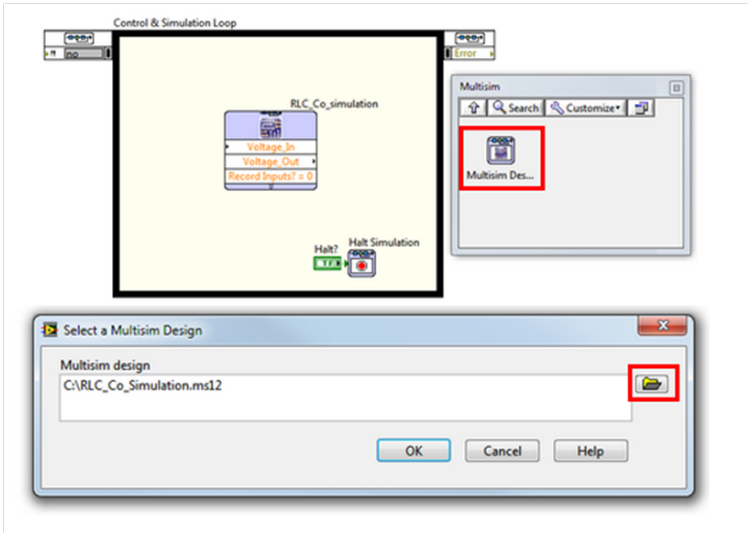 Control & Simulation Loop
Error
Multisim
Search Customize
RLC_Co_simulation
Voltage_In
Voltage_Out
Record Inputs? = 0
Multisim Des...
Halt? Halt Simulation
Select a Multisim Design
Multisim design
C:\RLC_Co_Simulation.ms12
OK Cancel Help